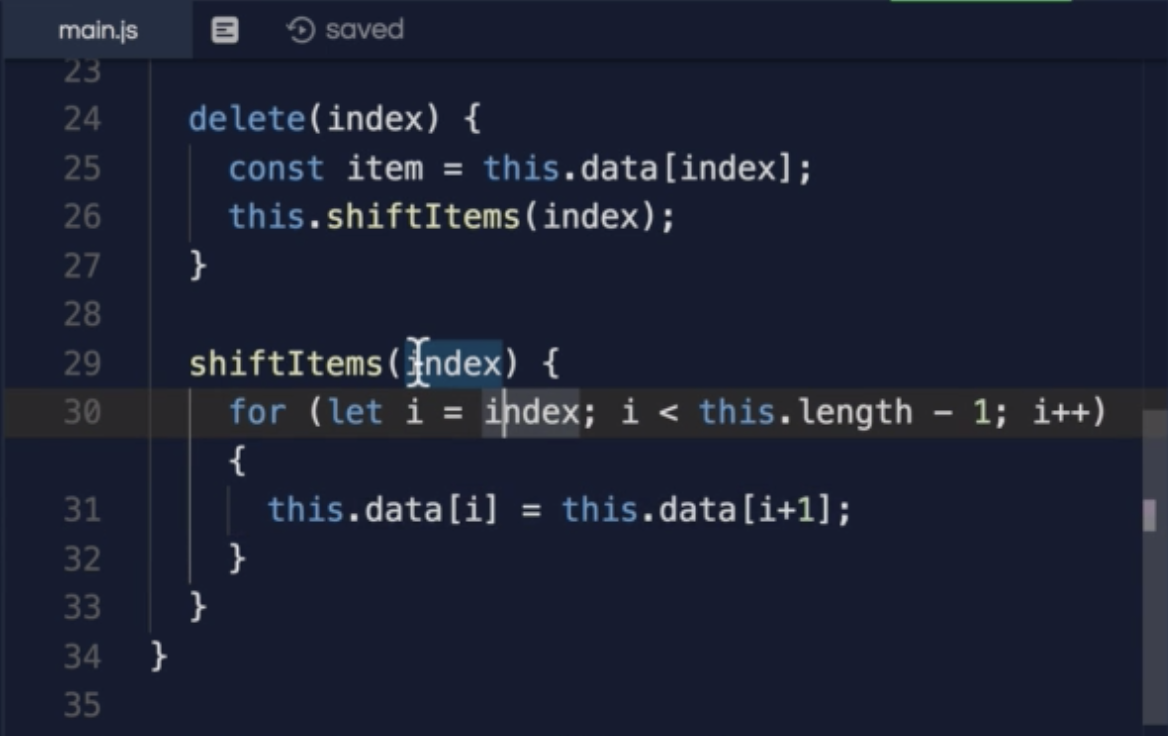 main.js saved
23
24 delete(index) {
25 const item = this.data[index];
26 this.shiftItems(index);
27 }
28
29 shiftItems(index) {
30 for (let i = index; i < this.length - 1; i++)
{
31 this.data[i] = this.data[i+1];
32 }
33 }
34 }
35